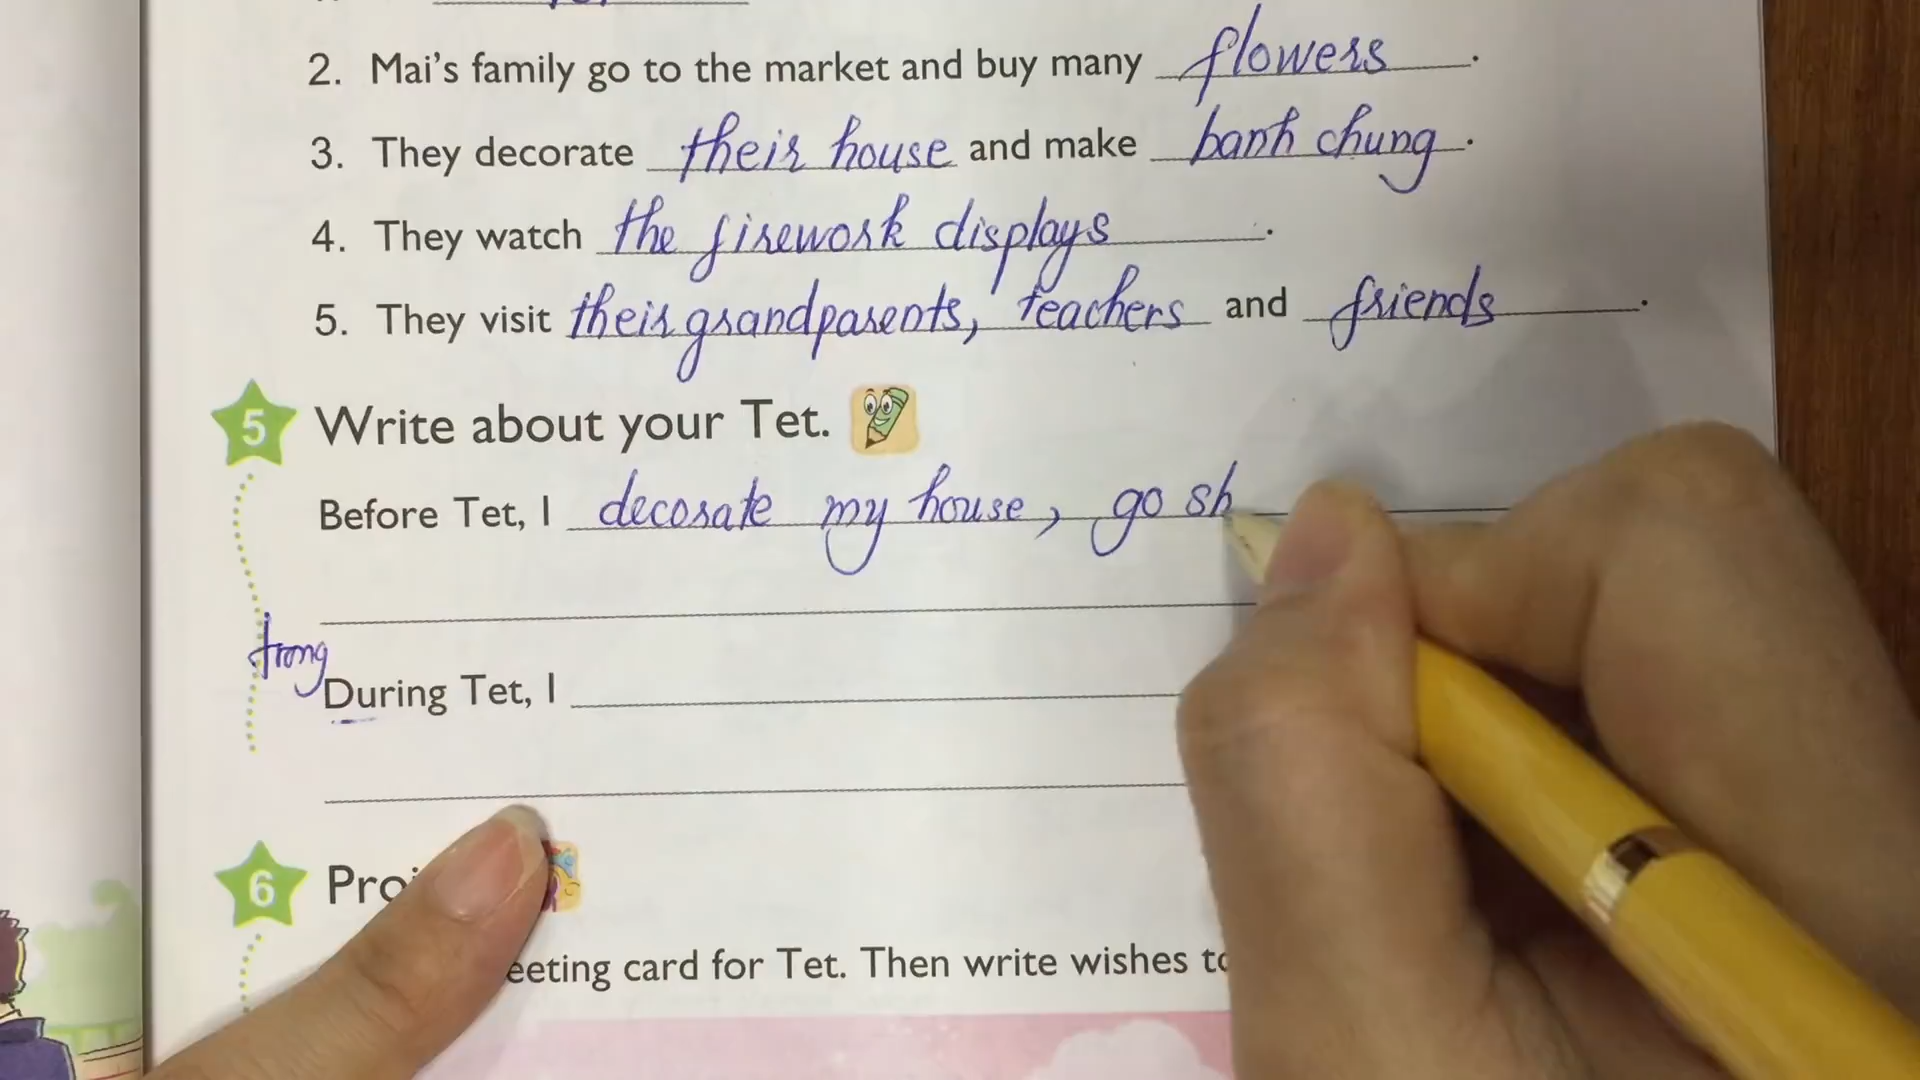 2. Mai's family go to the market and buy many flowers.
3. They decorate their house and make banh chung.
4. They watch the firework displays.
5. They visit their grandparents, teachers and friends.
5 Write about your Tet.
Before Tet, I decorate my house, go sh
trong
During Tet, I
6
eeting card for Tet. Then write wishes